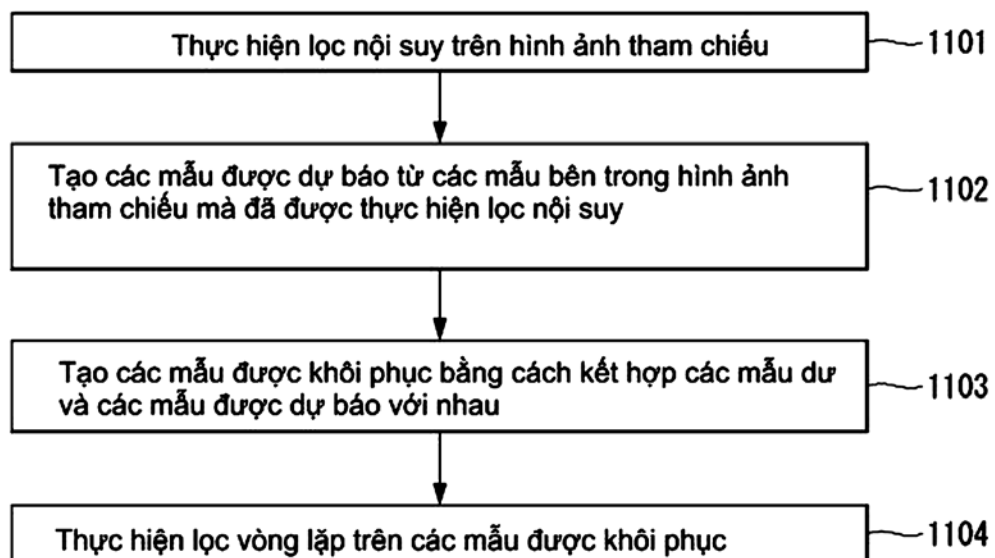 Thực hiện lọc nội suy trên hình ảnh tham chiếu
1101
Tạo các mẫu được dự báo từ các mẫu bên trong hình ảnh
tham chiếu mà đã được thực hiện lọc nội suy
1102
Tạo các mẫu được khôi phục bằng cách kết hợp các mẫu dư
và các mẫu được dự báo với nhau
1103
Thực hiện lọc vòng lặp trên các mẫu được khôi phục
1104